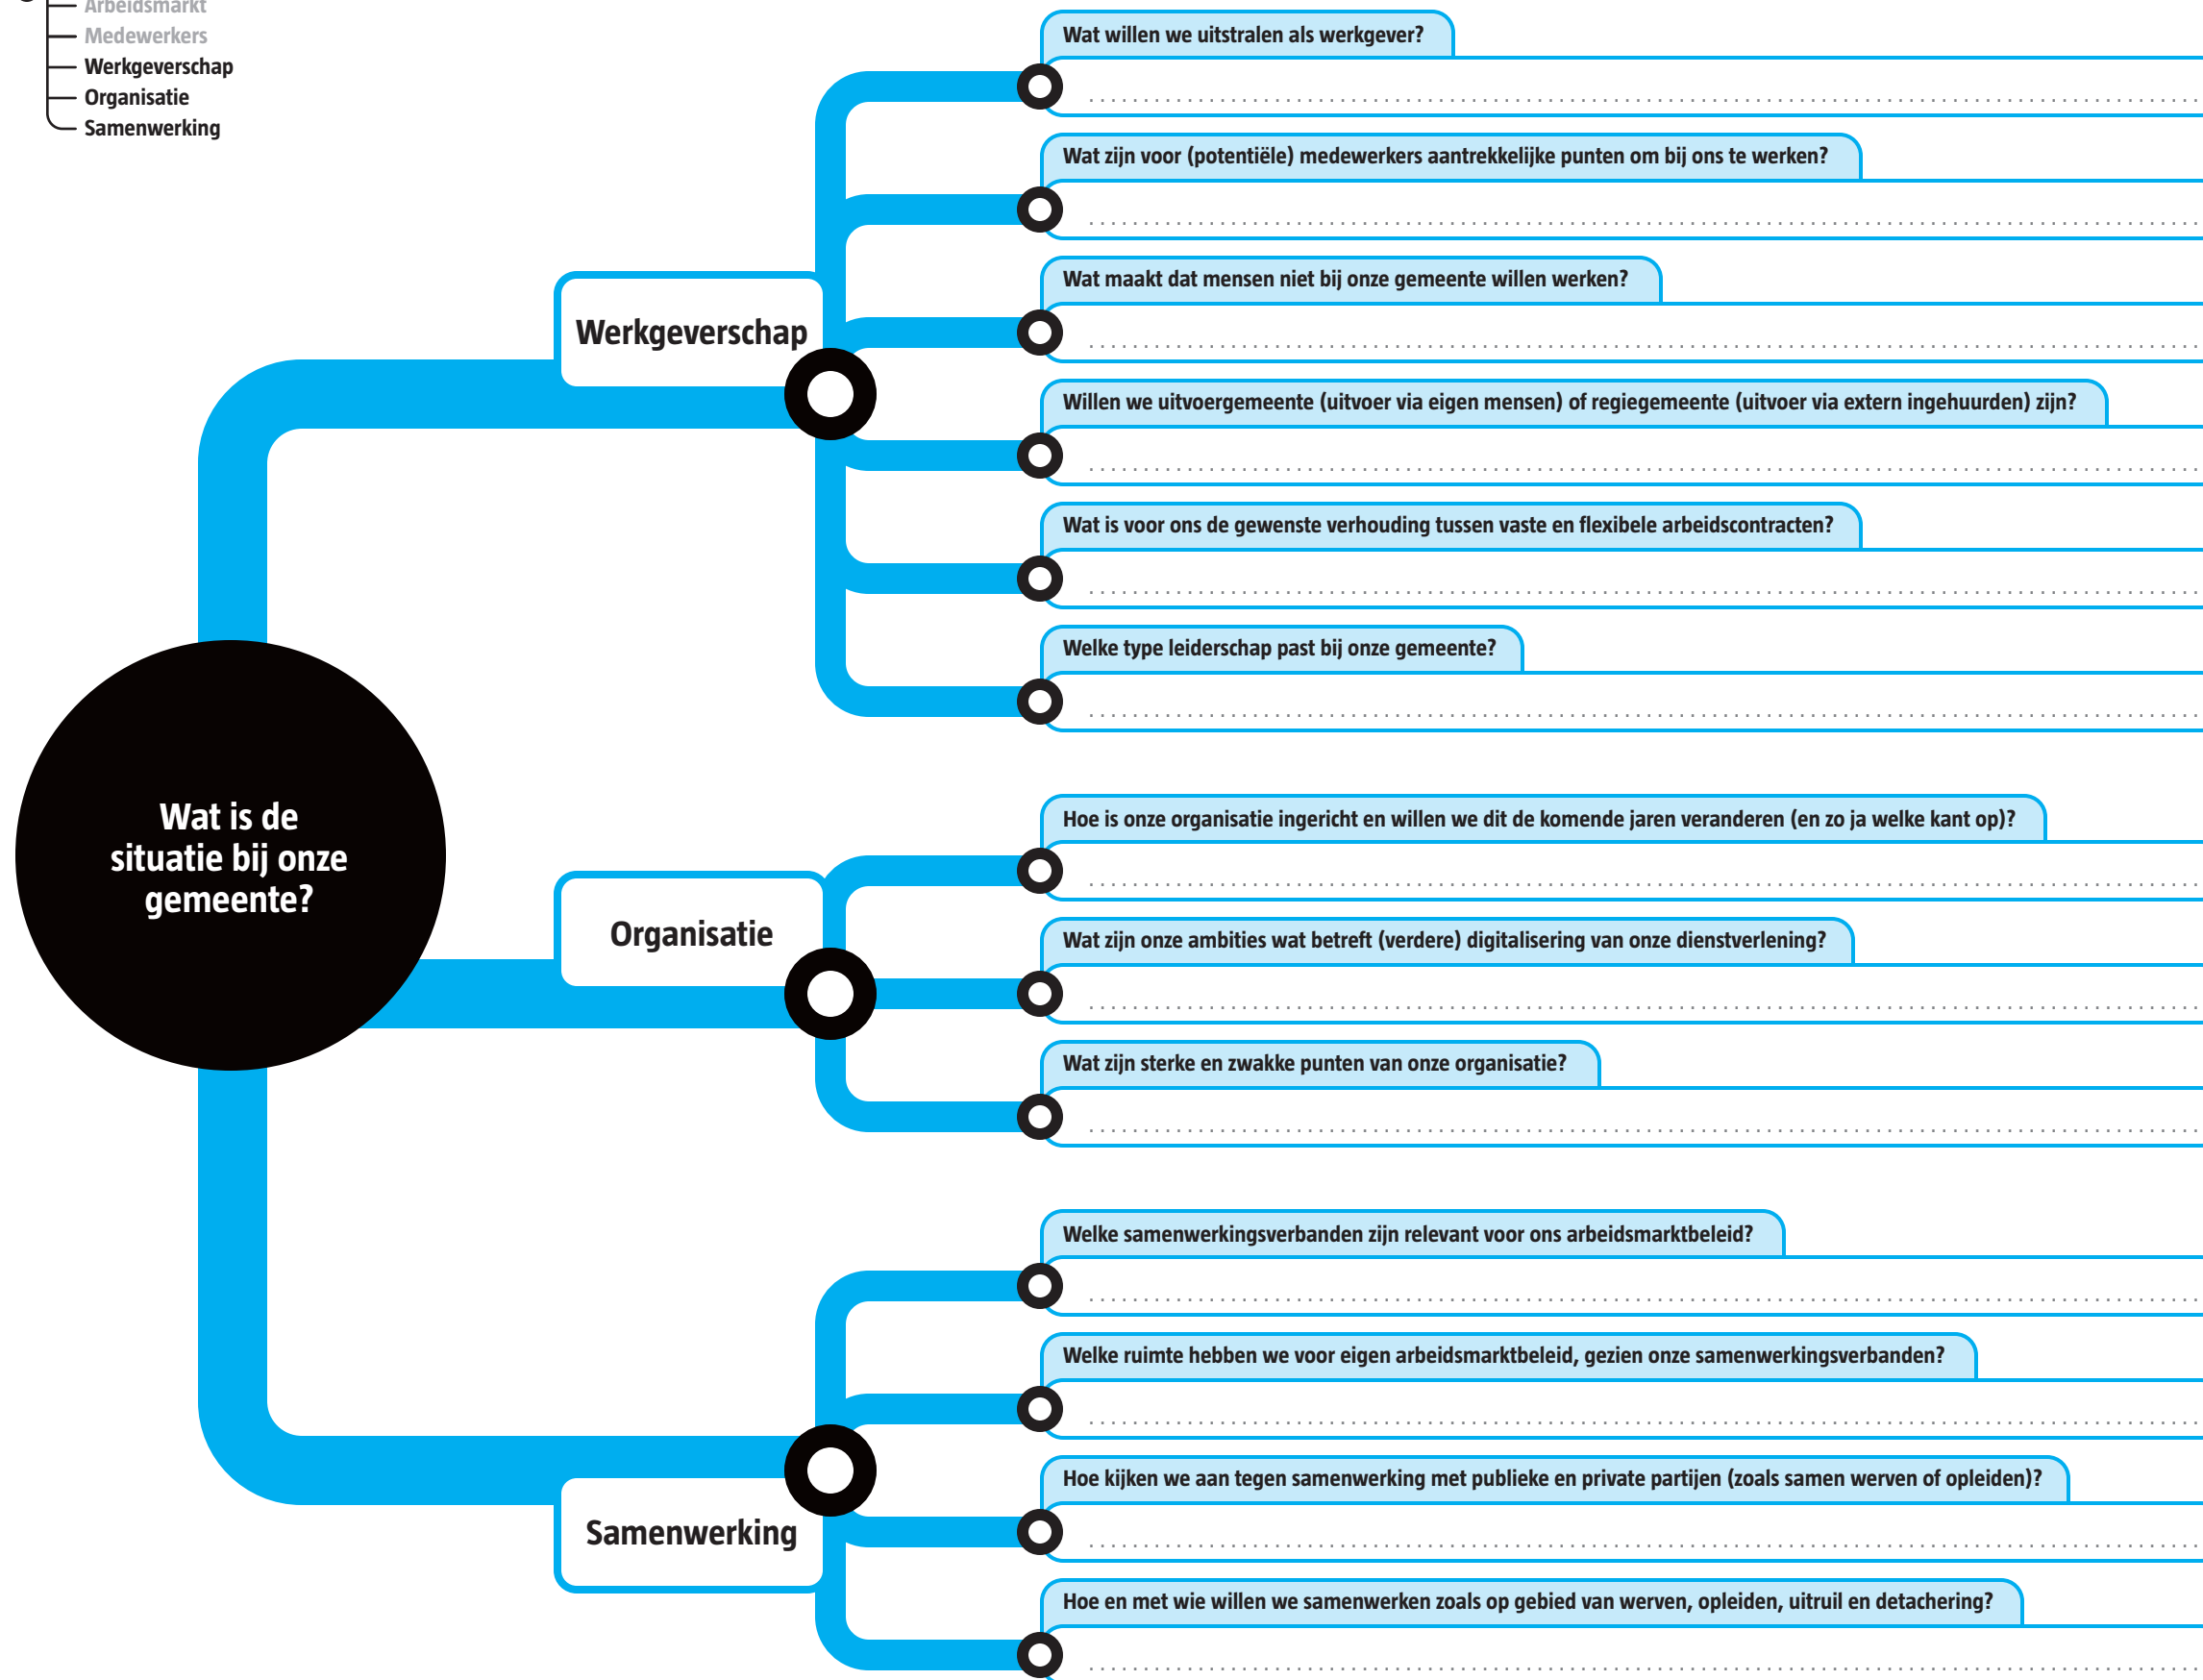 Arbeidsmarkt
Medewerkers
Werkgeverschap
Organisatie
Samenwerking
Wat is de
situatie bij onze
gemeente?
Werkgeverschap
Wat willen we uitstralen als werkgever?
Wat zijn voor (potentiële) medewerkers aantrekkelijke punten om bij ons te werken?
Wat maakt dat mensen niet bij onze gemeente willen werken?
Willen we uitvoergemeente (uitvoer via eigen mensen) of regiegemeente (uitvoer via extern ingehuurden) zijn?
Wat is voor ons de gewenste verhouding tussen vaste en flexibele arbeidscontracten?
Welke type leiderschap past bij onze gemeente?
Organisatie
Hoe is onze organisatie ingericht en willen we dit de komende jaren veranderen (en zo ja welke kant op)?
Wat zijn onze ambities wat betreft (verdere) digitalisering van onze dienstverlening?
Wat zijn sterke en zwakke punten van onze organisatie?
Samenwerking
Welke samenwerkingsverbanden zijn relevant voor ons arbeidsmarktbeleid?
Welke ruimte hebben we voor eigen arbeidsmarktbeleid, gezien onze samenwerkingsverbanden?
Hoe kijken we aan tegen samenwerking met publieke en private partijen (zoals samen werven of opleiden)?
Hoe en met wie willen we samenwerken zoals op gebied van werven, opleiden, uitruil en detachering?